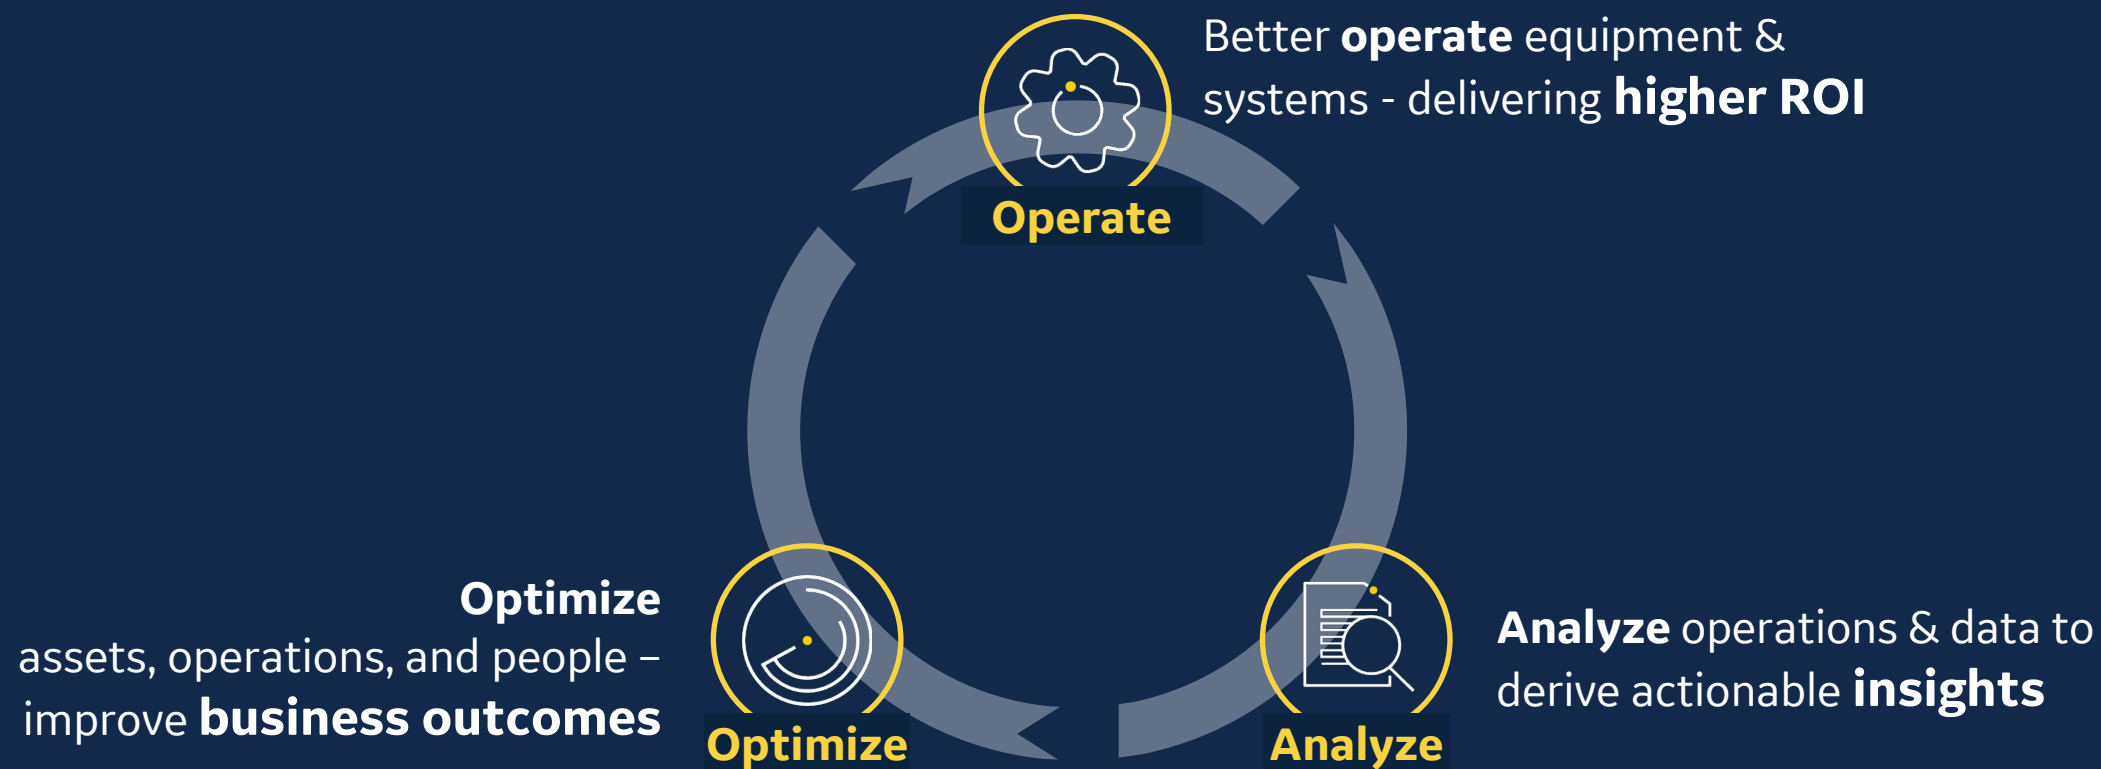 Better operate equipment &
systems - delivering higher ROI
Operate
Optimize
assets, operations, and people –
improve business outcomes
Optimize
Analyze
Analyze operations & data to
derive actionable insights